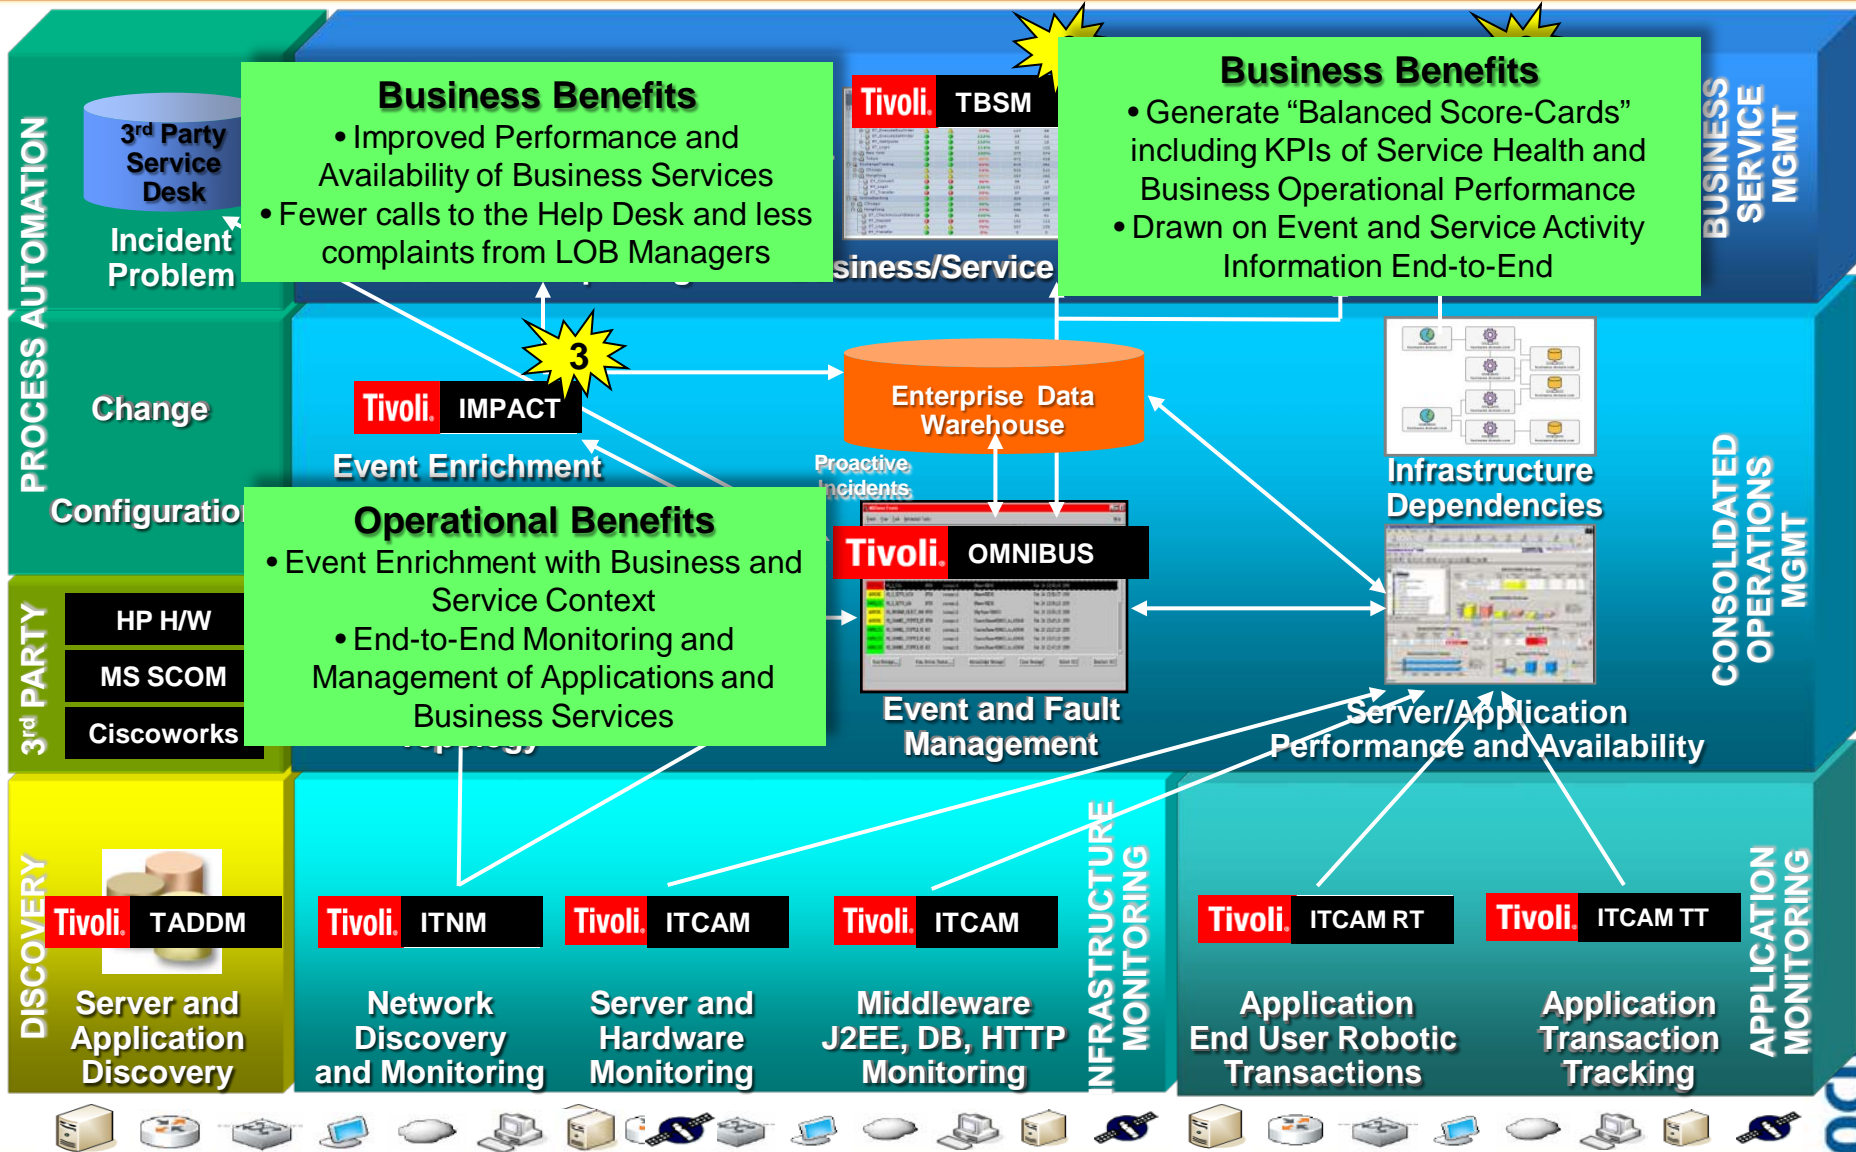 PROCESS AUTOMATION
3rd Party
Service
Desk
Incident
Problem
Change
Configuratio
Business Benefits
• Improved Performance and
Availability of Business Services
• Fewer calls to the Help Desk and less
complaints from LOB Managers
Tivoli. TBSM
siness/Service
Business Benefits
• Generate “Balanced Score-Cards”
including KPIs of Service Health and
Business Operational Performance
• Drawn on Event and Service Activity
Information End-to-End
BUSINESS
SERVICE
MGMT
3
Tivoli. IMPACT
Event Enrichment
Enterprise Data
Warehouse
Proactive
Incidents
Infrastructure
Dependencies
CONSOLIDATED
OPERATIONS
MGMT
Operational Benefits
• Event Enrichment with Business and
Service Context
• End-to-End Monitoring and
Management of Applications and
Business Services
Topology
Tivoli. OMNIBUS
Event and Fault
Management
Server/Application
Performance and Availability
3rd PARTY
HP H/W
MS SCOM
Ciscoworks
DISCOVERY
Tivoli. TADDM
Server and
Application
Discovery
Tivoli. ITNM
Network
Discovery
and Monitoring
Tivoli. ITCAM
Server and
Hardware
Monitoring
Tivoli. ITCAM
Middleware
J2EE, DB, HTTP
Monitoring
INFRASTRUCTURE
MONITORING
Tivoli. ITCAM RT
Application
End User Robotic
Transactions
Tivoli. ITCAM TT
Application
Transaction
Tracking
APPLICATION
MONITORING